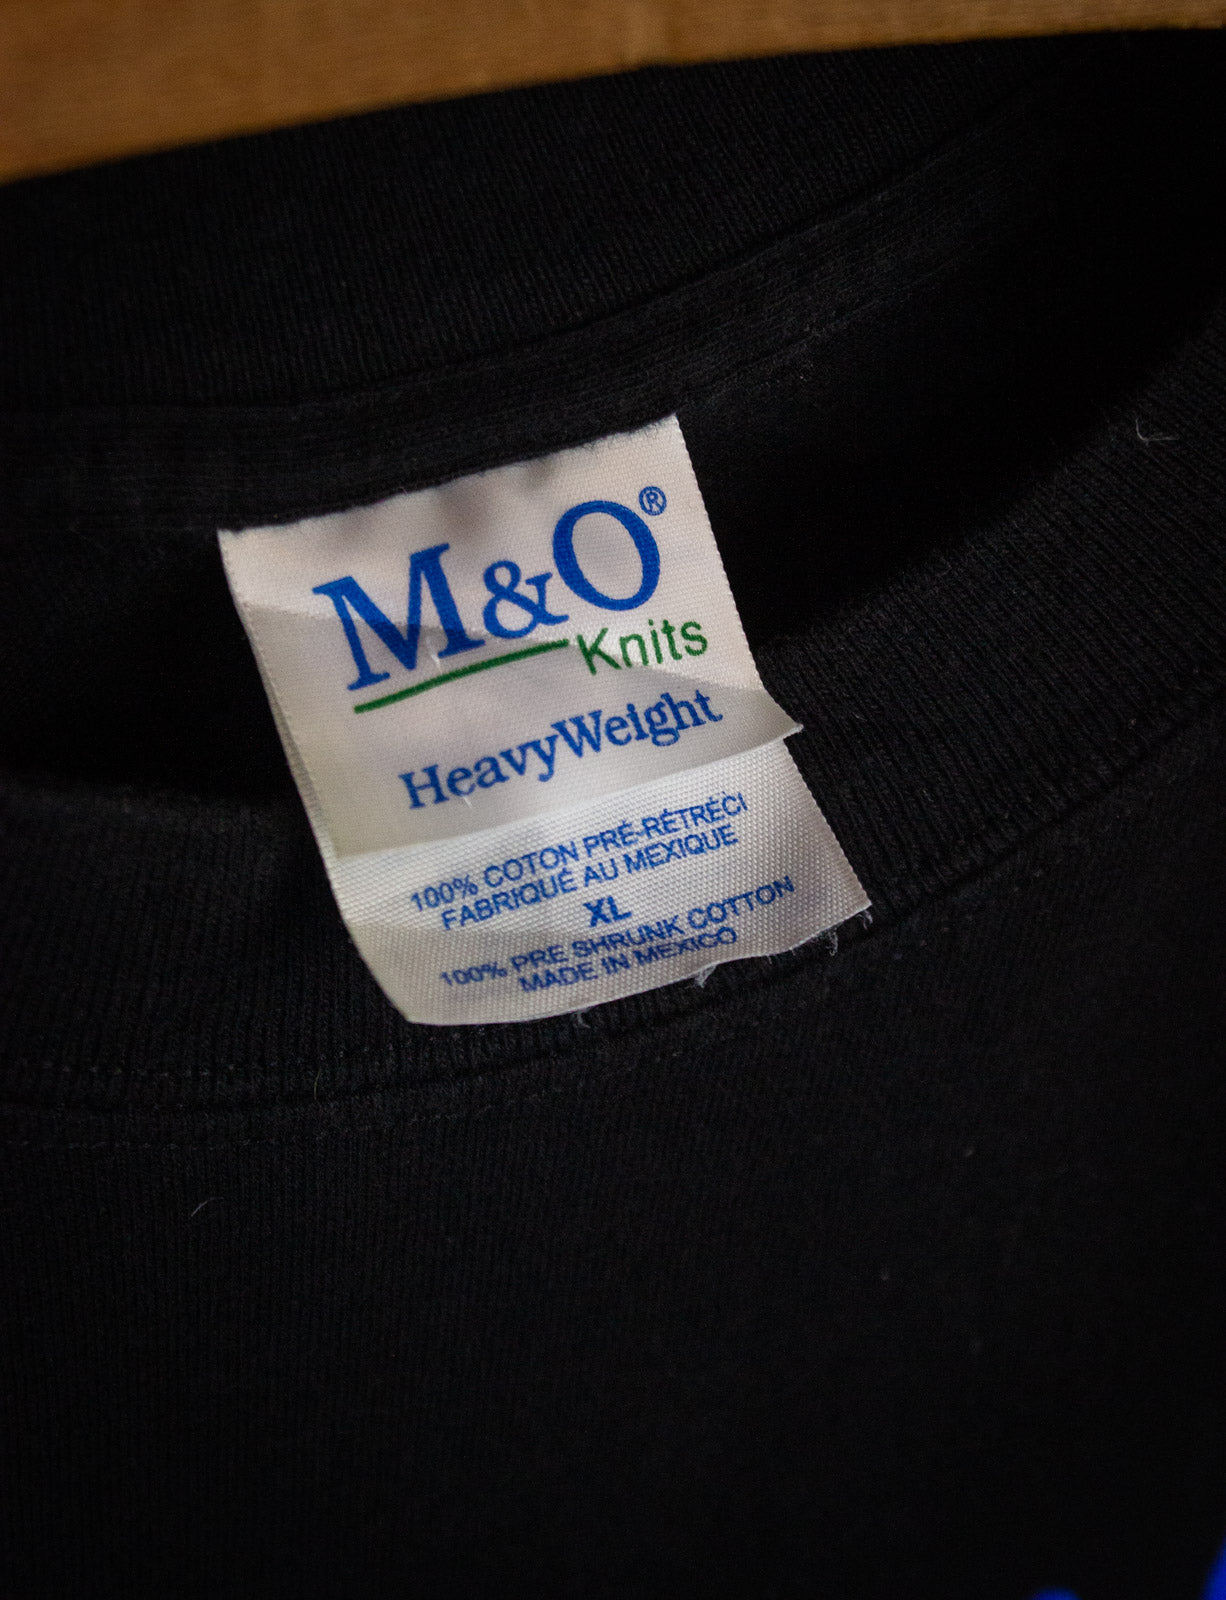 M&O®
Knits
HeavyWeight
100% COTON PRÉ-RÉTRÉCI
FABRIQUÉ AU MEXIQUE
XL
100% PRE SHRUNK COTTON
MADE IN MEXICO